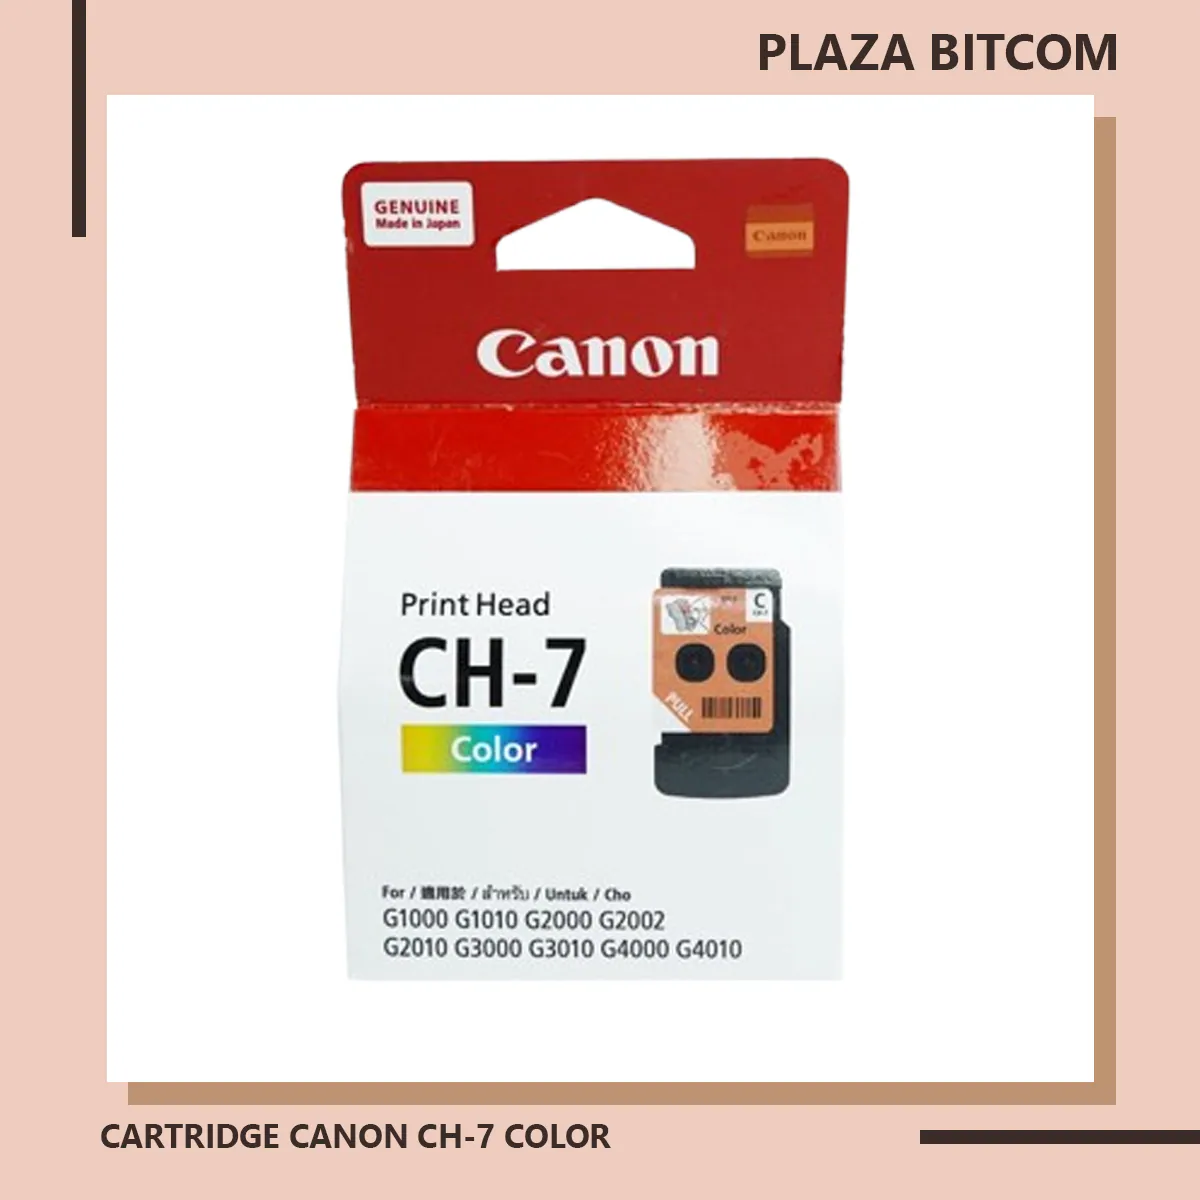 PLAZA BITCOM
GENUINE
Made in Japan
Canon
Canon
Print Head
CH-7
Color
C
Color
PULL
For / 適用於 / สำหรับ / Untuk / Cho
G1000 G1010 G2000 G2002
G2010 G3000 G3010 G4000 G4010
CARTRIDGE CANON CH-7 COLOR